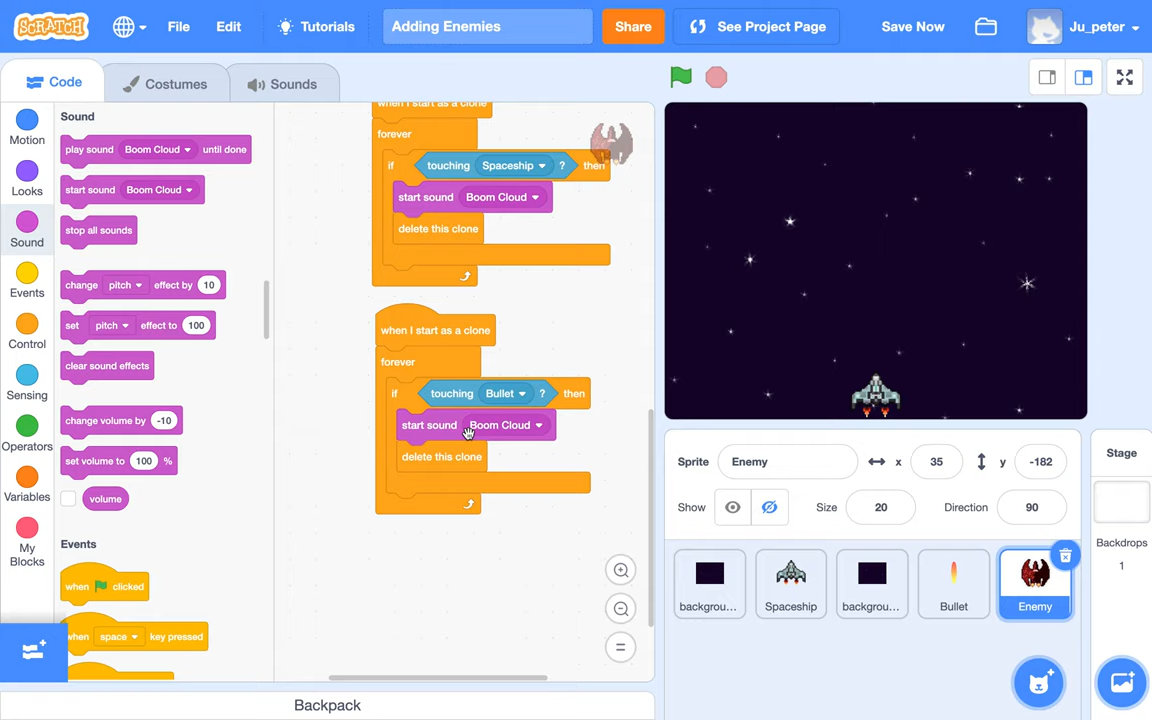 SCRATCH
File
Edit
Tutorials
Adding Enemies
Share
See Project Page
Save Now
Ju_peter
Code
Costumes
Sounds
Motion
Looks
Sound
Events
Control
Sensing
Operators
Variables
My Blocks
Sound
play sound Boom Cloud until done
start sound Boom Cloud
stop all sounds
change pitch effect by 10
set pitch effect to 100
clear sound effects
change volume by -10
set volume to 100 %
volume
Events
when clicked
when space key pressed
when I start as a clone
forever
if touching Spaceship ? then
start sound Boom Cloud
delete this clone
when I start as a clone
forever
if touching Bullet ? then
start sound Boom Cloud
delete this clone
Backpack
Sprite Enemy x 35 y -182
Show Size 20 Direction 90
backgrou...
Spaceship
backgrou...
Bullet
Enemy
Stage
Backdrops
1